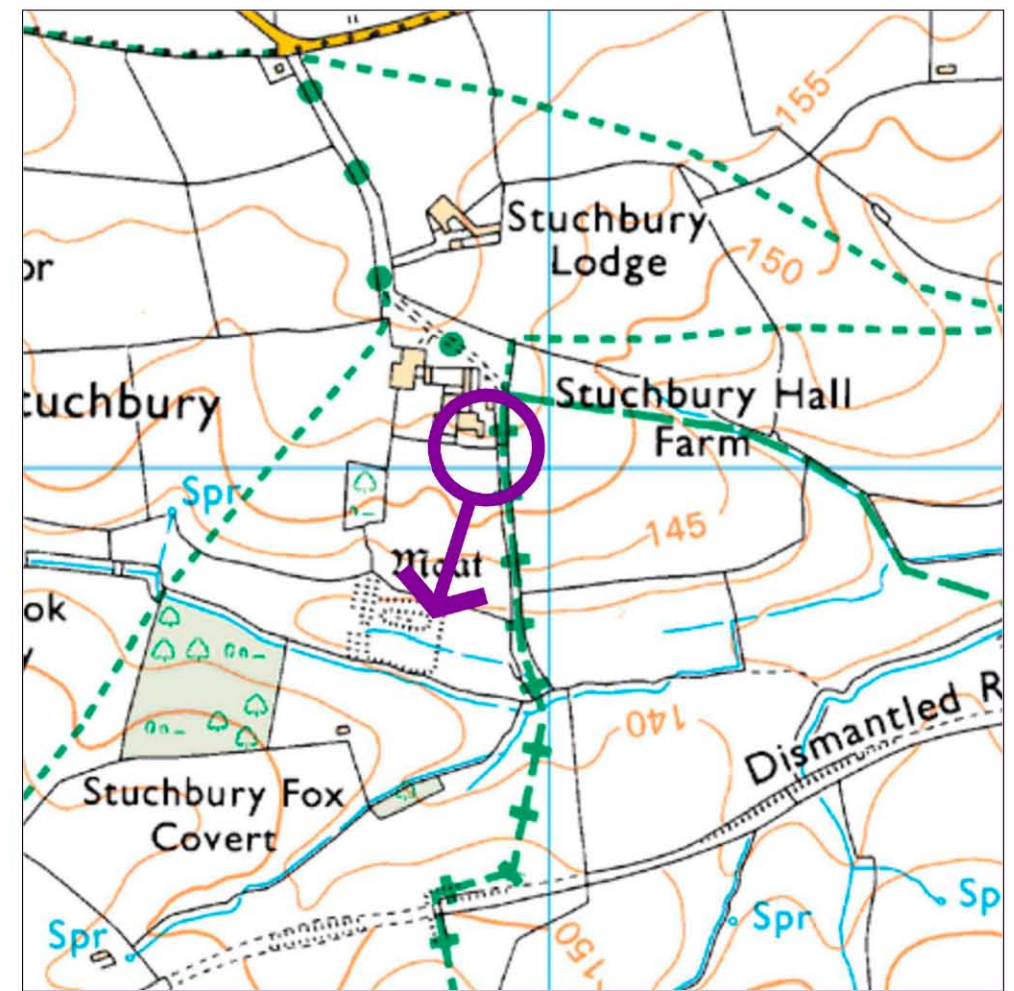 155
Stuchbury
Lodge
150
or
Stuchbury Hall
Farm
tuchbury
Spr
145
Moat
ok
y
140
Dismantled R
Stuchbury Fox
Covert
Spr
Spr
Sp
150